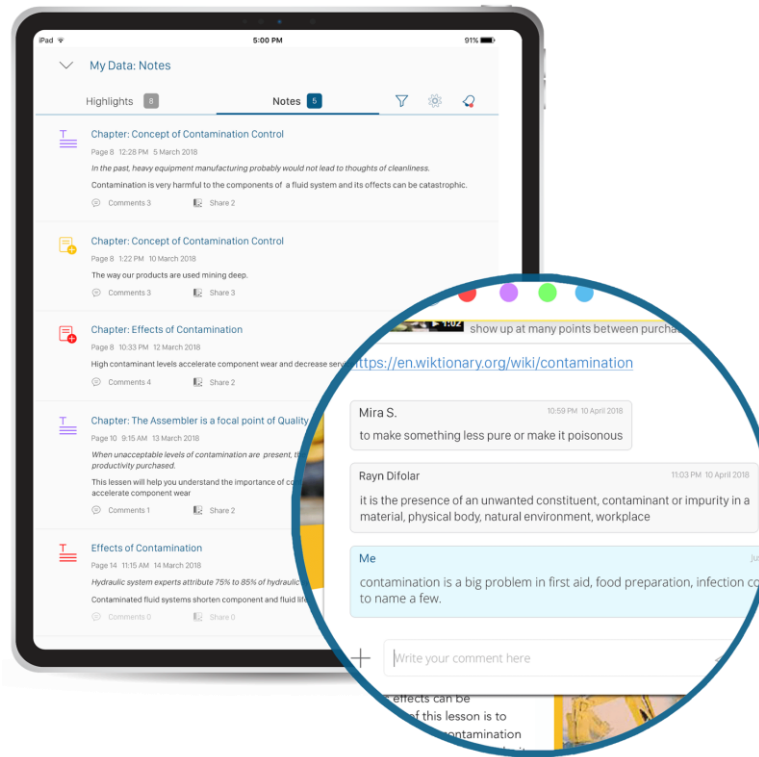 iPad 5:00 PM 91%
My Data: Notes
Highlights 8 Notes 5
Chapter: Concept of Contamination Control
Page 8 12:28 PM 5 March 2018
In the past, heavy equipment manufacturing probably would not lead to thoughts of cleanliness.
Contamination is very harmful to the components of a fluid system and its effects can be catastrophic.
Comments 3 Share 2
Chapter: Concept of Contamination Control
Page 8 1:22 PM 10 March 2018
The way our products are used mining deep.
Comments 3 Share 3
Chapter: Effects of Contamination
Page 8 10:33 PM 12 March 2018
High contaminant levels accelerate component wear and decrease
Comments 4 Share 2
Chapter: The Assembler is a focal point of Quality
Page 10 9:15 AM 13 March 2018
When unacceptable levels of contamination are present,
productivity purchased.
This lessen will help you understand the importance of
accelerate component wear
Comments 1 Share 2
Effects of Contamination
Page 14 11:15 AM 14 March 2018
Hydraulic system experts attribute 75% to 85% of hydraulic
Contaminated fluid systems shorten component and fluid
Comments 0 Share 0
1:02
show up at many points between
https://en.wiktionary.org/wiki/contamination
Mira S. 10:59 PM 10 April 2018
to make something less pure or make it poisonous
Rayn Difolar 11:03 PM 10 April 2018
it is the presence of an unwanted constituent, contaminant or impurity in a
material, physical body, natural environment, workplace
Me
contamination is a big problem in first aid, food preparation, infection
to name a few.
Write your comment here
effects can be
of this lesson is to
contamination